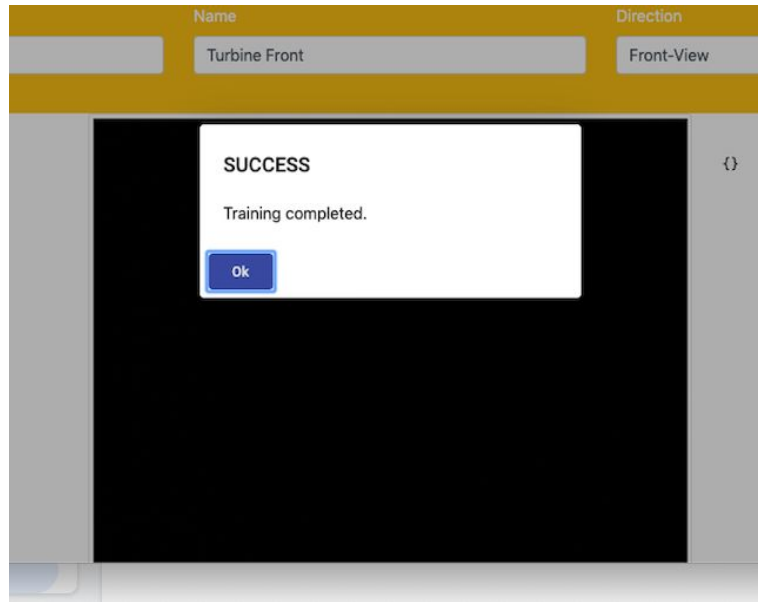 Name
Direction
Turbine Front
Front-View
SUCCESS
{}
Training completed.
Ok